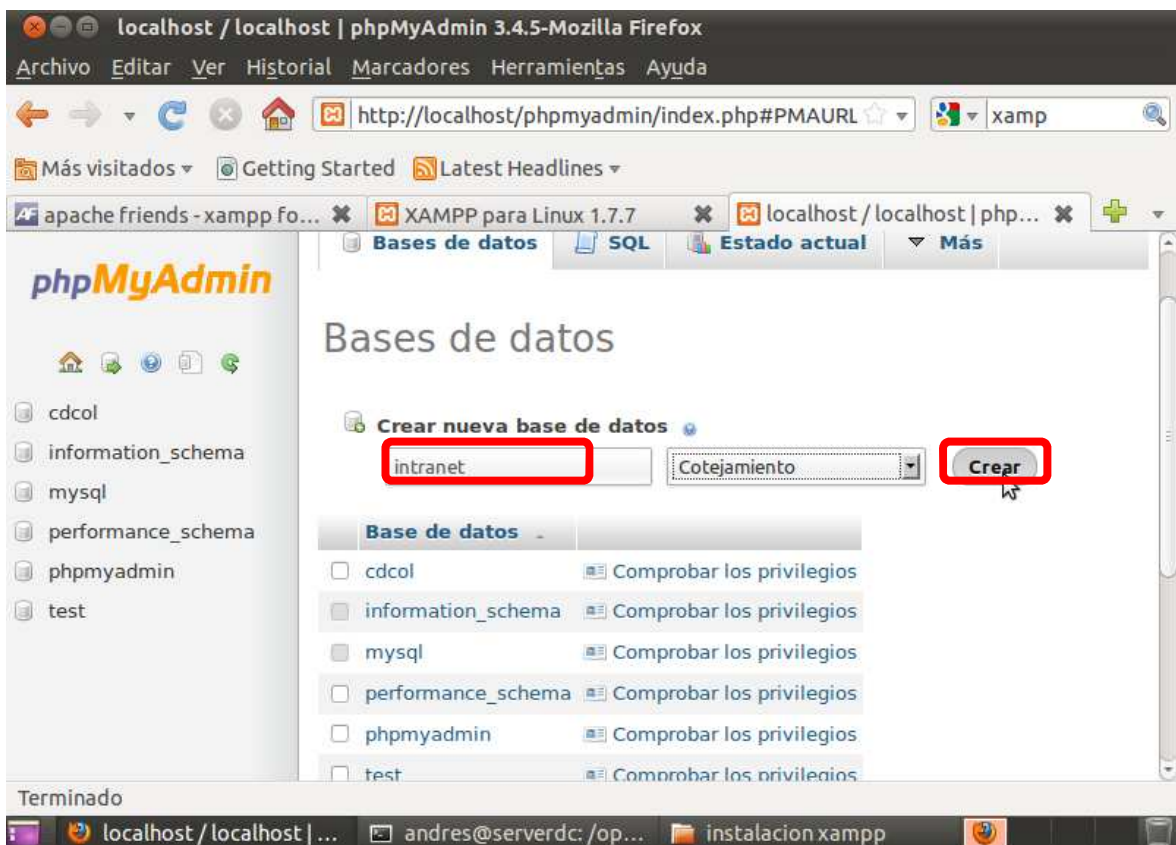 localhost / localhost | phpMyAdmin 3.4.5-Mozilla Firefox
Archivo Editar Ver Historial Marcadores Herramientas Ayuda
http://localhost/phpmyadmin/index.php#PMAURL xamp
Más visitados Getting Started Latest Headlines
apache friends - xampp fo... XAMPP para Linux 1.7.7 localhost / localhost | php...
Bases de datos SQL Estado actual Más
phpMyAdmin
Bases de datos
cdcol
information_schema
mysql
performance_schema
phpmyadmin
test
Crear nueva base de datos
intranet Cotejamiento Crear
Base de datos
cdcol Comprobar los privilegios
information_schema Comprobar los privilegios
mysql Comprobar los privilegios
performance_schema Comprobar los privilegios
phpmyadmin Comprobar los privilegios
test Comprobar los privilegios
Terminado
localhost / localhost | ... andres@serverdc: /op... instalacion xampp